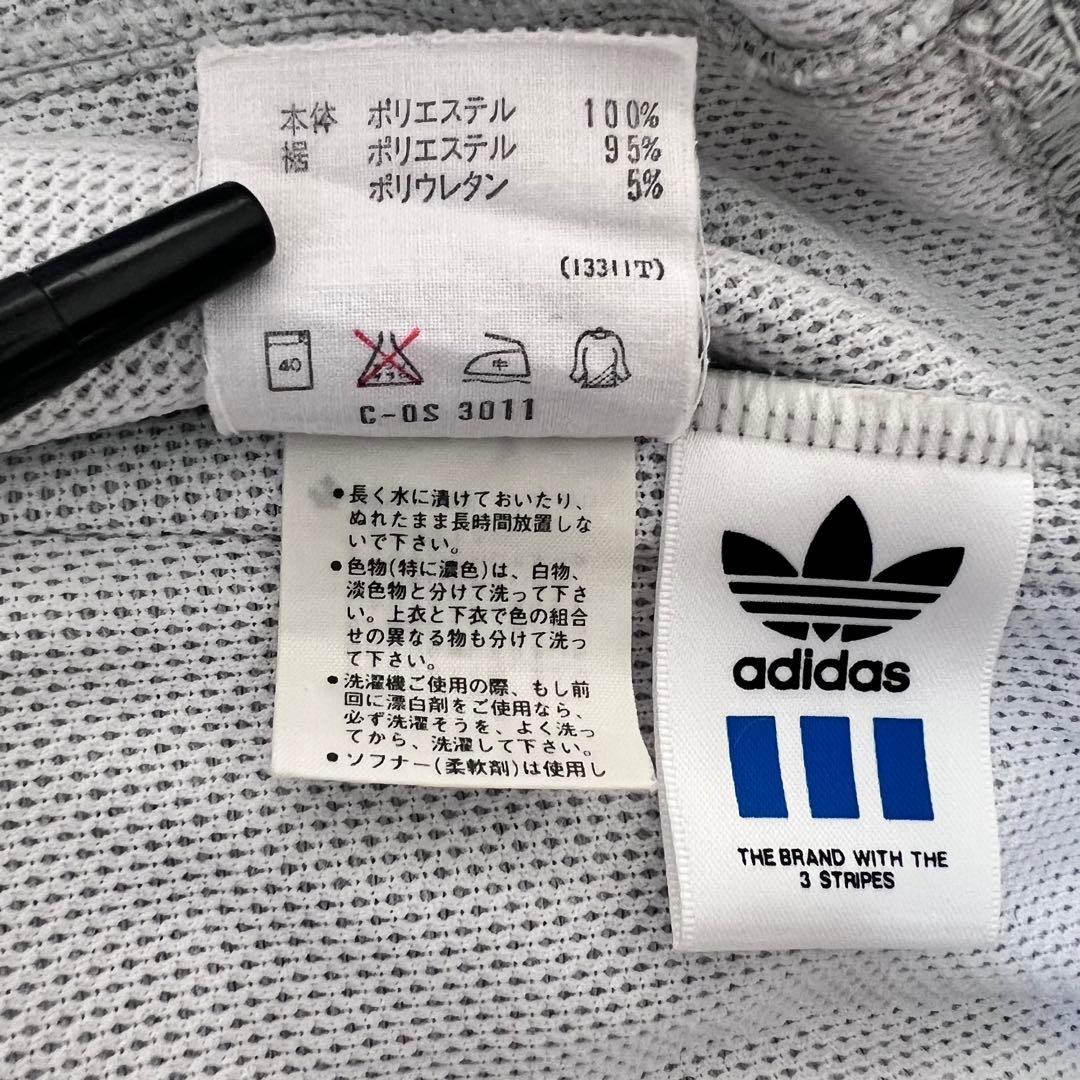 本体 ポリエステル 100%
裾 ポリエステル 95%
ポリウレタン 5%
(13311T)
40 中
C-OS 3011
●長く水に漬けておいたり、
ぬれたまま長時間放置しな
いで下さい。
●色物(特に濃色)は、白物、
淡色物と分けて洗って下さ
い。上衣と下衣で色の組合
せの異なる物も分けて洗っ
て下さい。
●洗濯機ご使用の際、もし前
回に漂白剤をご使用なら、
必ず洗濯そうを、よく洗っ
てから、洗濯して下さい。
●ソフナー(柔軟剤)は使用し
adidas
THE BRAND WITH THE
3 STRIPES